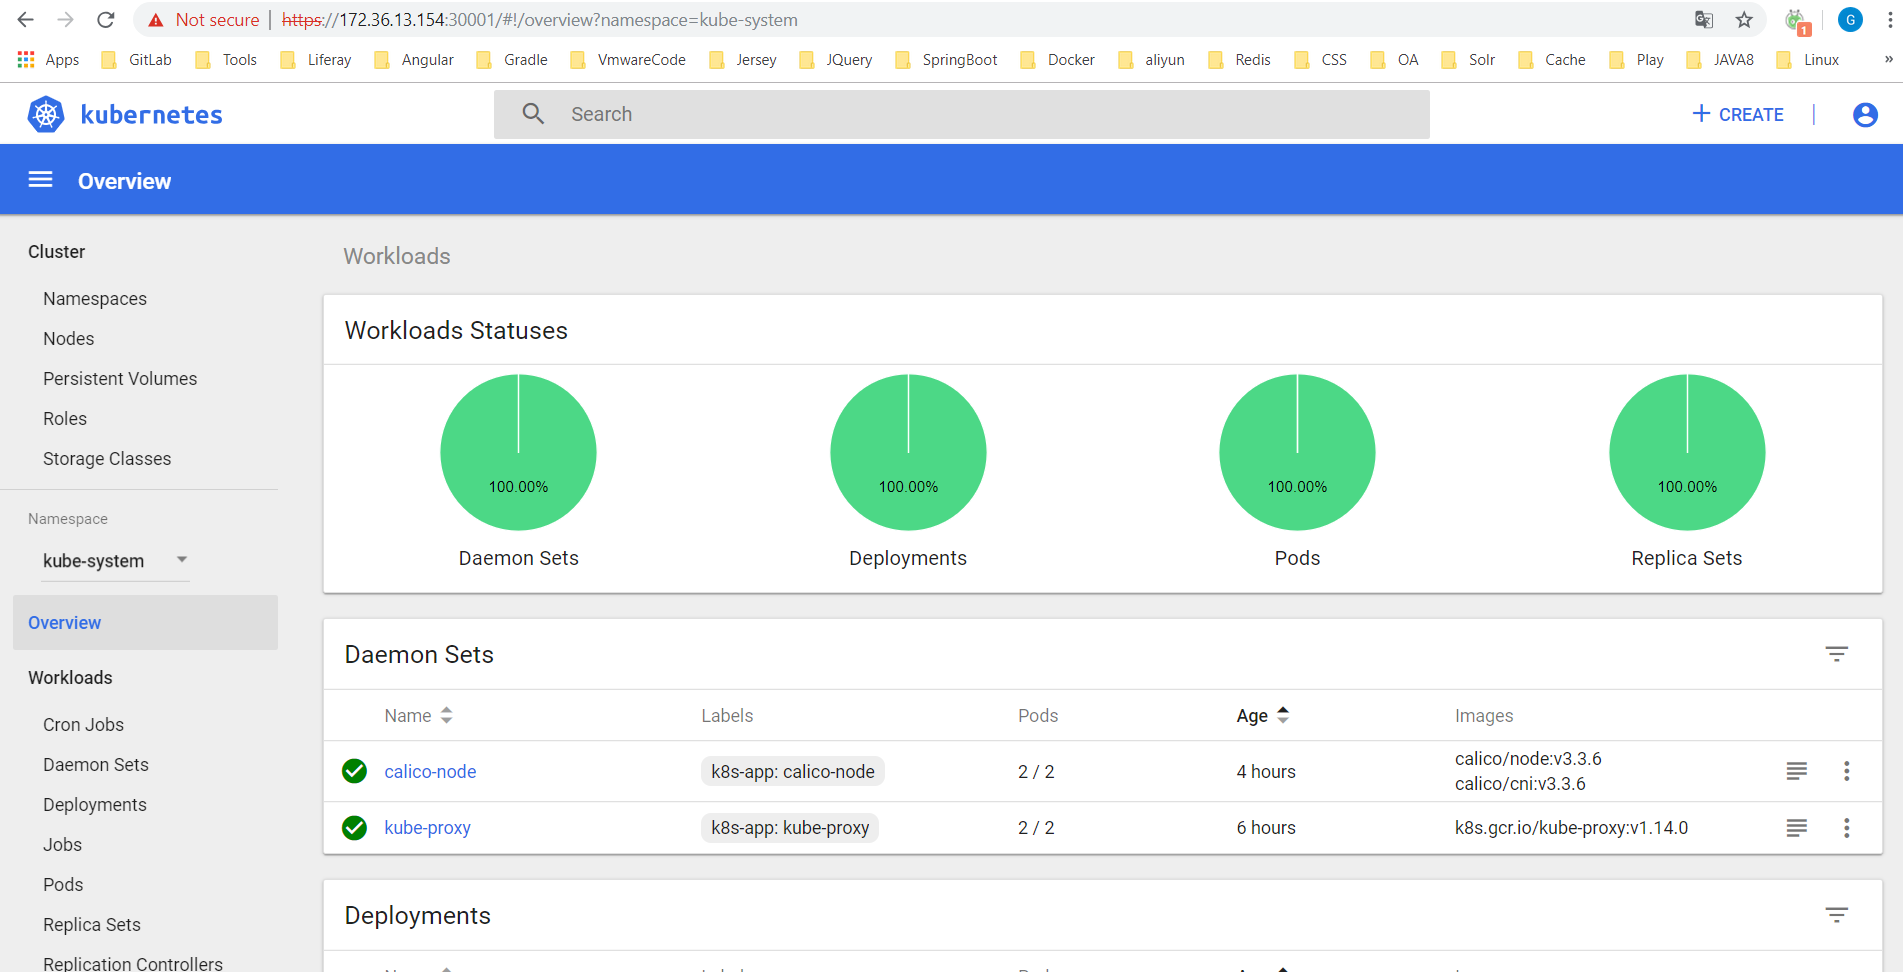 Not secure | https://172.36.13.154:30001/#!/overview?namespace=kube-system
1
G
Apps GitLab Tools Liferay Angular Gradle VmwareCode Jersey JQuery SpringBoot Docker aliyun Redis CSS OA Solr Cache Play JAVA8 Linux »
kubernetes
Search
+ CREATE
Overview
Cluster
Namespaces
Nodes
Persistent Volumes
Roles
Storage Classes
Namespace
kube-system
Overview
Workloads
Cron Jobs
Daemon Sets
Deployments
Jobs
Pods
Replica Sets
Replication Controllers
Workloads
Workloads Statuses
100.00% 100.00% 100.00% 100.00%
Daemon Sets Deployments Pods Replica Sets
Daemon Sets
Name Labels Pods Age Images
calico-node k8s-app: calico-node 2 / 2 4 hours calico/node:v3.3.6
calico/cni:v3.3.6
kube-proxy k8s-app: kube-proxy 2 / 2 6 hours k8s.gcr.io/kube-proxy:v1.14.0
Deployments